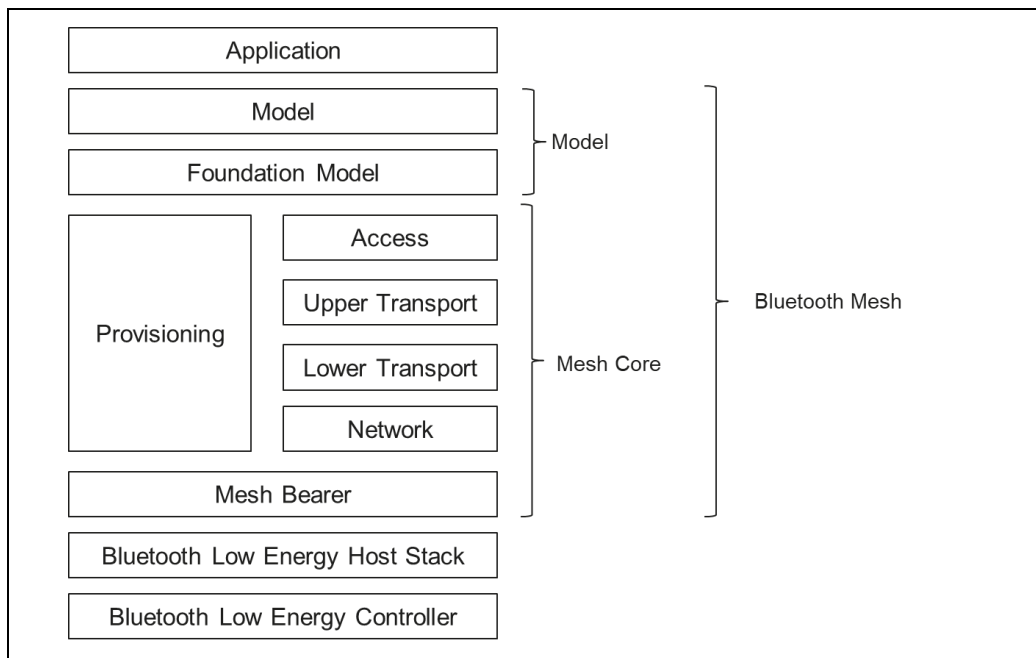 Application
Model
Foundation Model
Model
Provisioning
Access
Upper Transport
Lower Transport
Network
Mesh Bearer
Mesh Core
Bluetooth Mesh
Bluetooth Low Energy Host Stack
Bluetooth Low Energy Controller